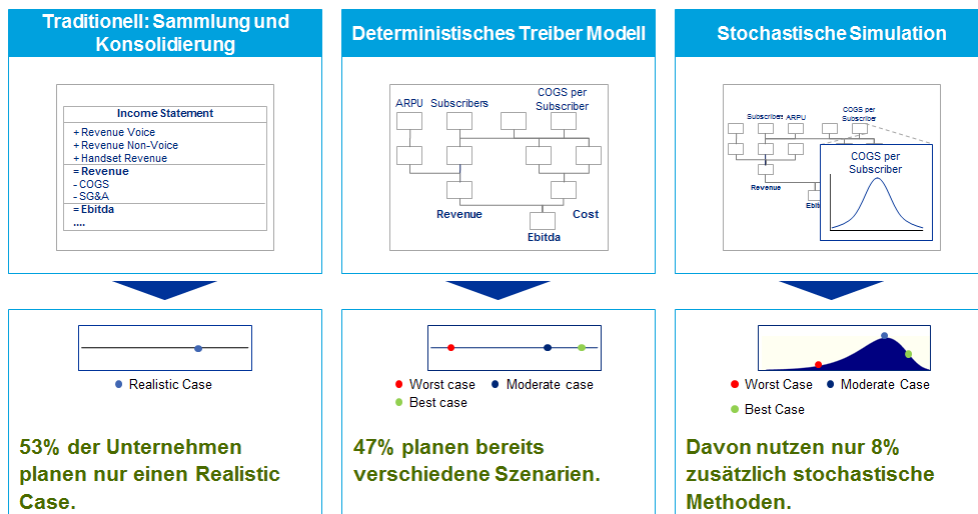 Traditionell: Sammlung und
Konsolidierung
Income Statement
+ Revenue Voice
+ Revenue Non-Voice
+ Handset Revenue
= Revenue
- COGS
- SG&A
= Ebitda
....
Realistic Case
53% der Unternehmen
planen nur einen Realistic
Case.
Deterministisches Treiber Modell
ARPU Subscribers COGS per
Subscriber
Revenue Cost
Ebitda
Worst case Moderate case
Best case
47% planen bereits
verschiedene Szenarien.
Stochastische Simulation
COGS per
Subscriber
Subscriber ARPU
COGS per
Subscriber
Revenue
Ebitda
Worst Case Moderate Case
Best Case
Davon nutzen nur 8%
zusätzlich stochastische
Methoden.